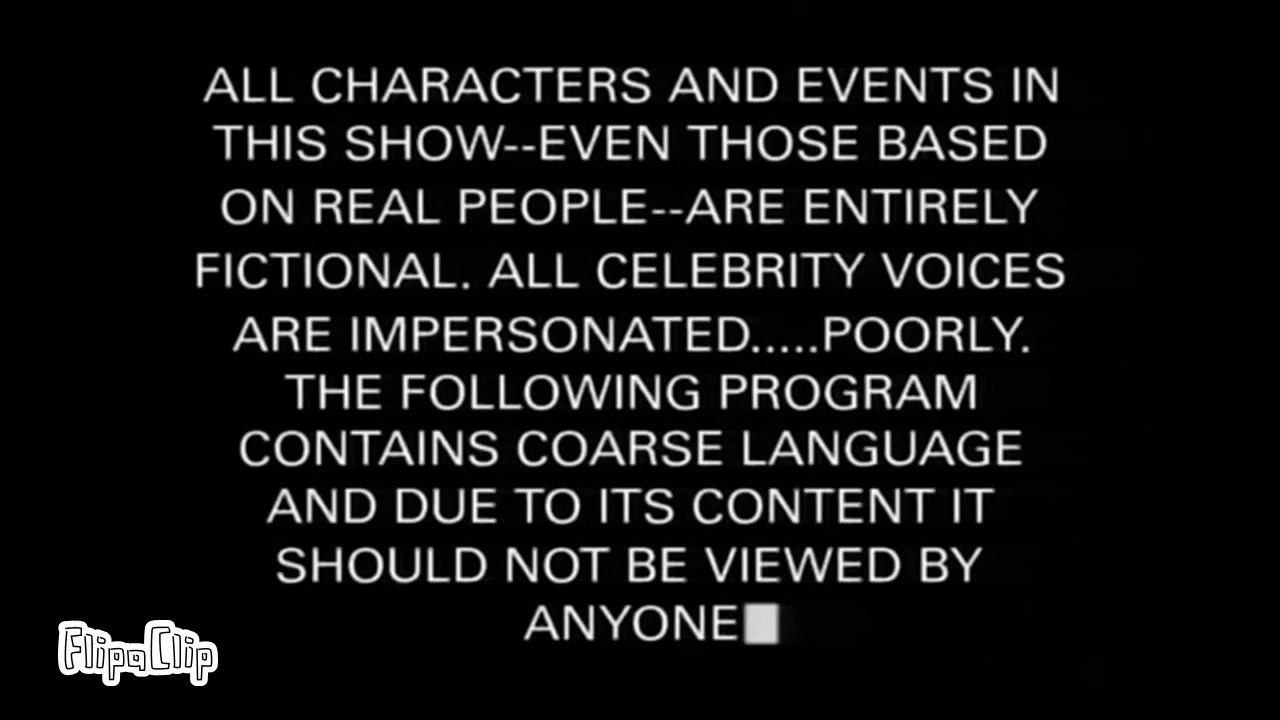 ALL CHARACTERS AND EVENTS IN
THIS SHOW--EVEN THOSE BASED
ON REAL PEOPLE--ARE ENTIRELY
FICTIONAL. ALL CELEBRITY VOICES
ARE IMPERSONATED.....POORLY.
THE FOLLOWING PROGRAM
CONTAINS COARSE LANGUAGE
AND DUE TO ITS CONTENT IT
SHOULD NOT BE VIEWED BY
ANYONE
FlipaClip